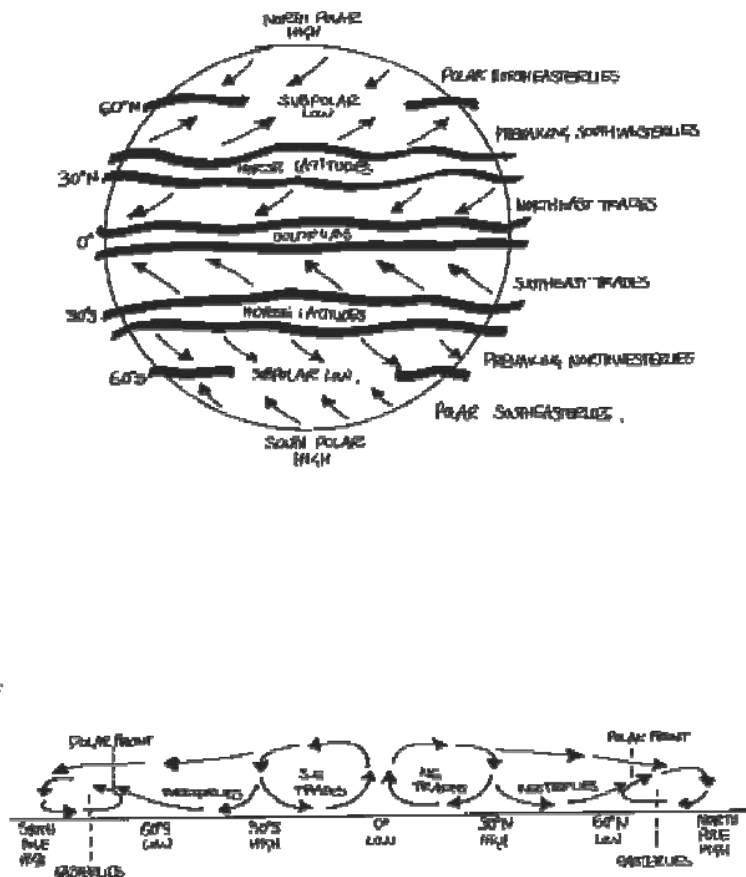 NORTH POLAR
HIGH
POLAR NORTHEASTERLIES
60°N
SUBPOLAR
LOW
PREVAILING SOUTHWESTERLIES
HORSE LATITUDES
30°N
NORTHEAST TRADES
DOLDRUMS
0°
SOUTHEAST TRADES
30°S
HORSE LATITUDES
PREVAILING NORTHWESTERLIES
60°S
SUBPOLAR LOW
POLAR SOUTHEASTERLIES
SOUTH POLAR
HIGH
POLAR FRONT
POLAR FRONT
S.E.
TRADES
NE
TRADES
WESTERLIES
WESTERLIES
SOUTH
POLE
HIGH
60°S
LOW
30°S
HIGH
0°
LOW
30°N
HIGH
60°N
LOW
NORTH
POLE
HIGH
EASTERLIES
EASTERLIES